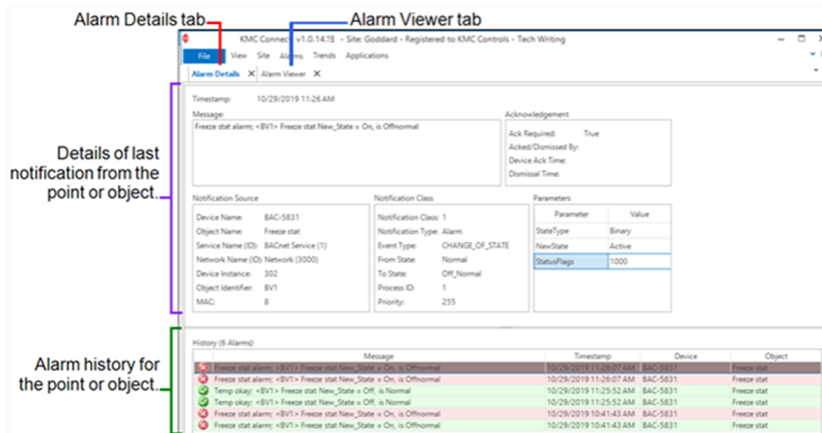 Alarm Details tab
Alarm Viewer tab
KMC Connect v1.0.14.15 - Site: Goddard - Registered to KMC Controls - Tech Writing
File View Site Alarms Trends Applications
Alarm Details Alarm Viewer
Timestamp: 10/29/2019 11:26 AM
Message:
Freeze stat alarm; <BV1> Freeze stat New_State = On, is Offnormal
Acknowledgement
Ack Required: True
Acked/Dismissed By:
Device Ack Time:
Dismissal Time:
Details of last
notification from the
point or object.
Notification Source
Device Name: BAC-5831
Object Name: Freeze stat
Service Name (ID): BACnet Service (1)
Network Name (ID): Network (3000)
Device Instance: 302
Object Identifier: BV1
MAC: 8
Notification Class
Notification Class: 1
Notification Type: Alarm
Event Type: CHANGE_OF_STATE
From State: Normal
To State: Off_Normal
Process ID: 1
Priority: 255
Parameters
Parameter Value
StateType Binary
NewState Active
StatusFlags 1000
Alarm history for
the point or object.
History (6 Alarms)
Message Timestamp Device Object
Freeze stat alarm; <BV1> Freeze stat New_State = On, is Offnormal 10/29/2019 11:26:07 AM BAC-5831 Freeze stat
Freeze stat alarm; <BV1> Freeze stat New_State = On, is Offnormal 10/29/2019 11:26:07 AM BAC-5831 Freeze stat
Temp okay; <BV1> Freeze stat New_State = Off, is Normal 10/29/2019 11:25:52 AM BAC-5831 Freeze stat
Temp okay; <BV1> Freeze stat New_State = Off, is Normal 10/29/2019 11:25:52 AM BAC-5831 Freeze stat
Freeze stat alarm; <BV1> Freeze stat New_State = On, is Offnormal 10/29/2019 10:41:43 AM BAC-5831 Freeze stat
Freeze stat alarm; <BV1> Freeze stat New_State = On, is Offnormal 10/29/2019 10:41:43 AM BAC-5831 Freeze stat